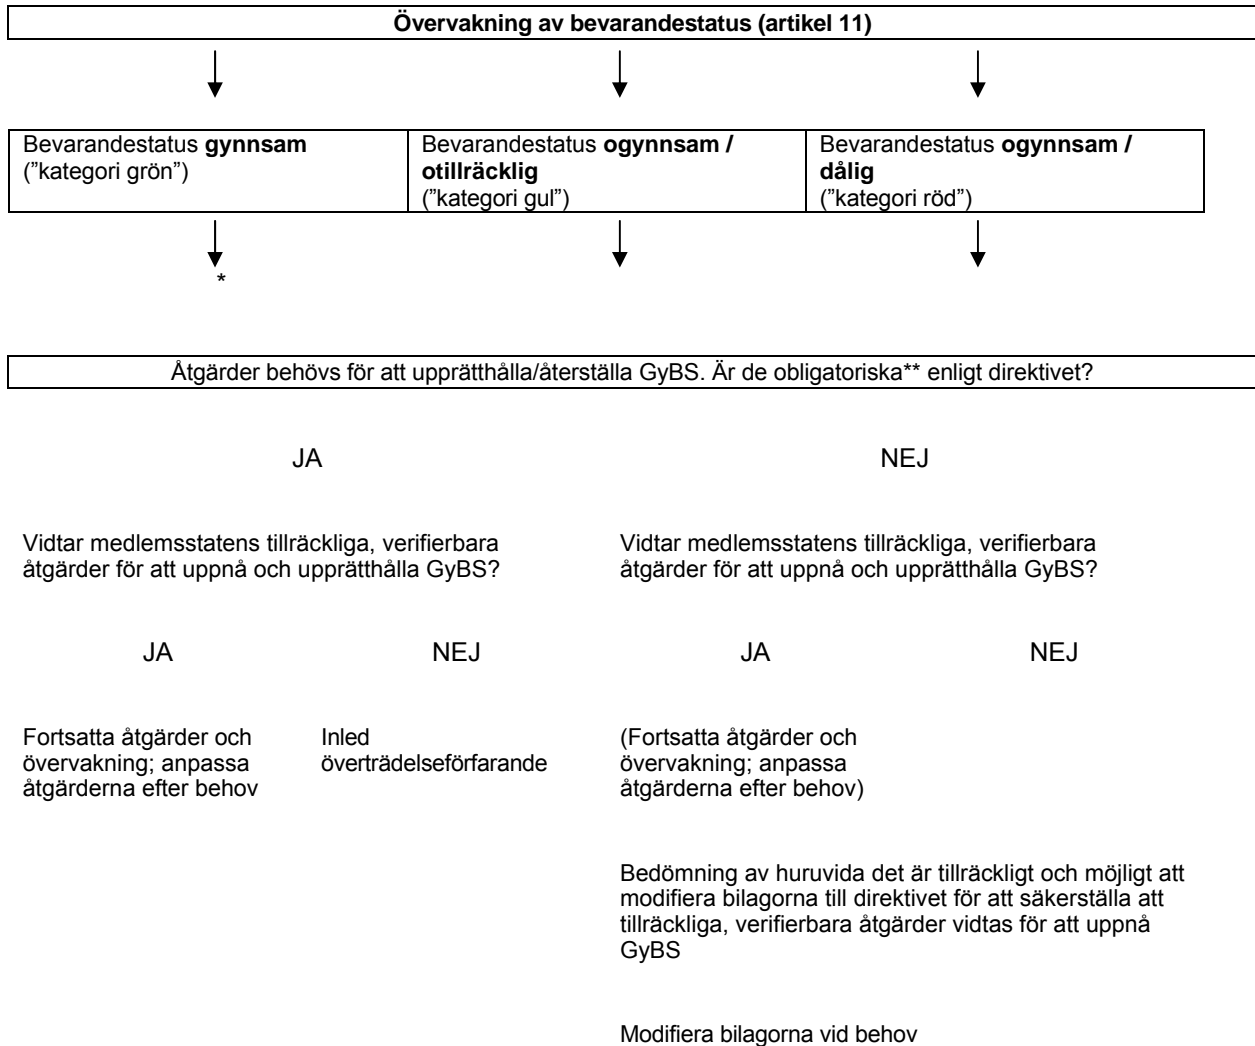 Övervakning av bevarandestatus (artikel 11)
Bevarandestatus gynnsam
("kategori grön")
Bevarandestatus ogynnsam /
otillräcklig
("kategori gul")
Bevarandestatus ogynnsam /
dålig
("kategori röd")
*
Åtgärder behövs för att upprätthålla/återställa GyBS. Är de obligatoriska** enligt direktivet?
JA
NEJ
Vidtar medlemsstatens tillräckliga, verifierbara
åtgärder för att uppnå och upprätthålla GyBS?
Vidtar medlemsstatens tillräckliga, verifierbara
åtgärder för att uppnå och upprätthålla GyBS?
JA
NEJ
JA
NEJ
Fortsatta åtgärder och
övervakning; anpassa
åtgärderna efter behov
Inled
överträdelseförfarande
(Fortsatta åtgärder och
övervakning; anpassa
åtgärderna efter behov)
Bedömning av huruvida det är tillräckligt och möjligt att
modifiera bilagorna till direktivet för att säkerställa att
tillräckliga, verifierbara åtgärder vidtas för att uppnå
GyBS
Modifiera bilagorna vid behov